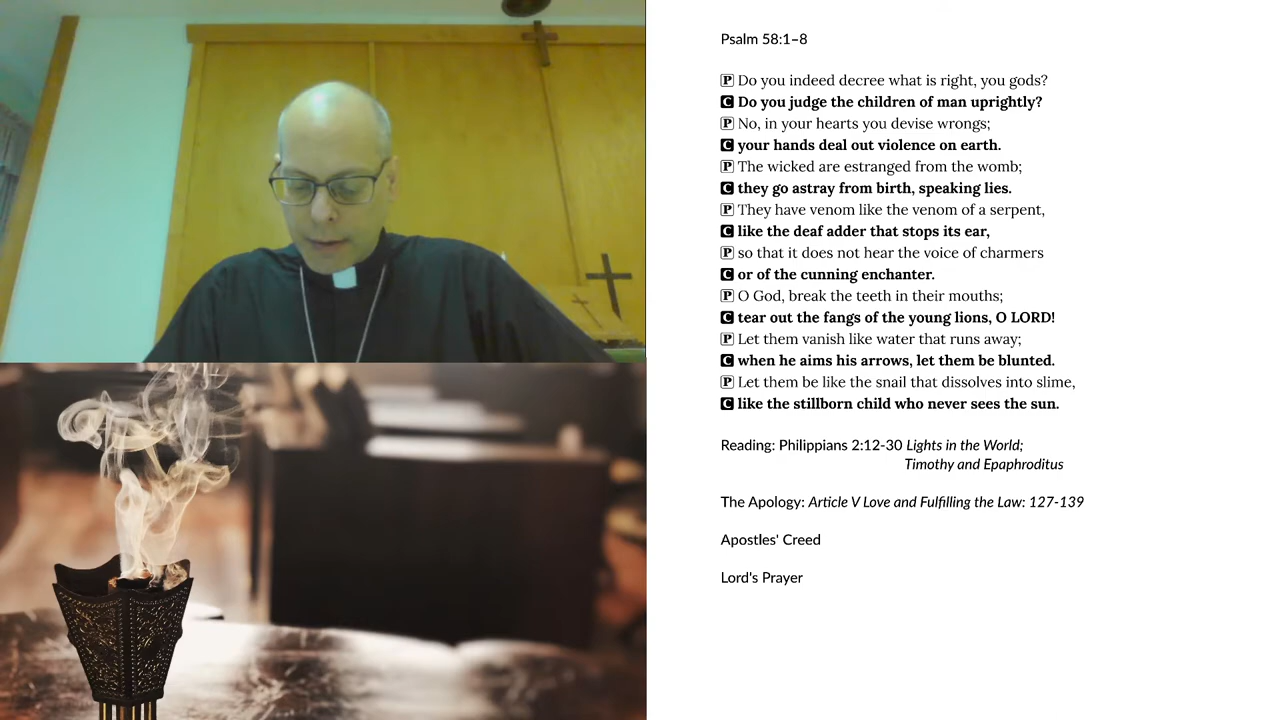 Psalm 58:1–8
P Do you indeed decree what is right, you gods?
C Do you judge the children of man uprightly?
P No, in your hearts you devise wrongs;
C your hands deal out violence on earth.
P The wicked are estranged from the womb;
C they go astray from birth, speaking lies.
P They have venom like the venom of a serpent,
C like the deaf adder that stops its ear,
P so that it does not hear the voice of charmers
C or of the cunning enchanter.
P O God, break the teeth in their mouths;
C tear out the fangs of the young lions, O LORD!
P Let them vanish like water that runs away;
C when he aims his arrows, let them be blunted.
P Let them be like the snail that dissolves into slime,
C like the stillborn child who never sees the sun.
Reading: Philippians 2:12-30 Lights in the World;
Timothy and Epaphroditus
The Apology: Article V Love and Fulfilling the Law: 127-139
Apostles' Creed
Lord's Prayer